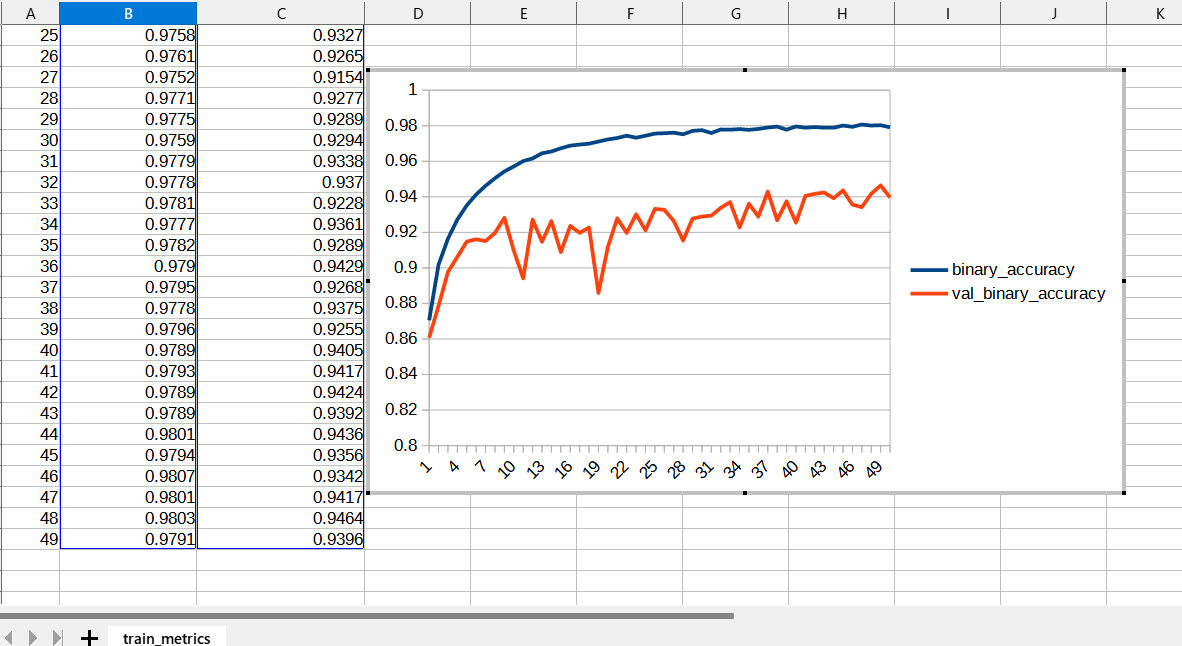 A B C D E F G H I J K
25 0.9758 0.9327
26 0.9761 0.9265
27 0.9752 0.9154
28 0.9771 0.9277
29 0.9775 0.9289
30 0.9759 0.9294
31 0.9779 0.9338
32 0.9778 0.937
33 0.9781 0.9228
34 0.9777 0.9361
35 0.9782 0.9289
36 0.979 0.9429
37 0.9795 0.9268
38 0.9778 0.9375
39 0.9796 0.9255
40 0.9789 0.9405
41 0.9793 0.9417
42 0.9789 0.9424
43 0.9789 0.9392
44 0.9801 0.9436
45 0.9794 0.9356
46 0.9807 0.9342
47 0.9801 0.9417
48 0.9803 0.9464
49 0.9791 0.9396
1
0.98
0.96
0.94
0.92
0.9
0.88
0.86
0.84
0.82
0.8
1 4 7 10 13 16 19 22 25 28 31 34 37 40 43 46 49
binary_accuracy
val_binary_accuracy
train_metrics